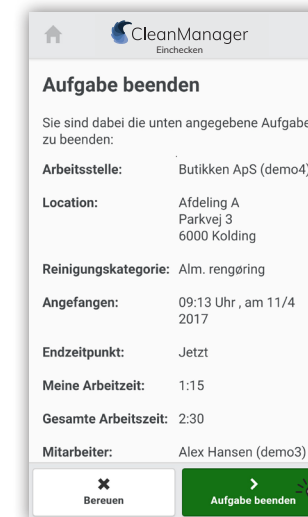 CleanManager
Einchecken
Aufgabe beenden
Sie sind dabei die unten angegebene Aufgabe
zu beenden:
Arbeitsstelle: Butikken ApS (demo4)
Location: Afdeling A
Parkvej 3
6000 Kolding
Reinigungskategorie: Alm. rengøring
Angefangen: 09:13 Uhr , am 11/4
2017
Endzeitpunkt: Jetzt
Meine Arbeitzeit: 1:15
Gesamte Arbeitszeit: 2:30
Mitarbeiter: Alex Hansen (demo3)
Bereuen
Aufgabe beenden